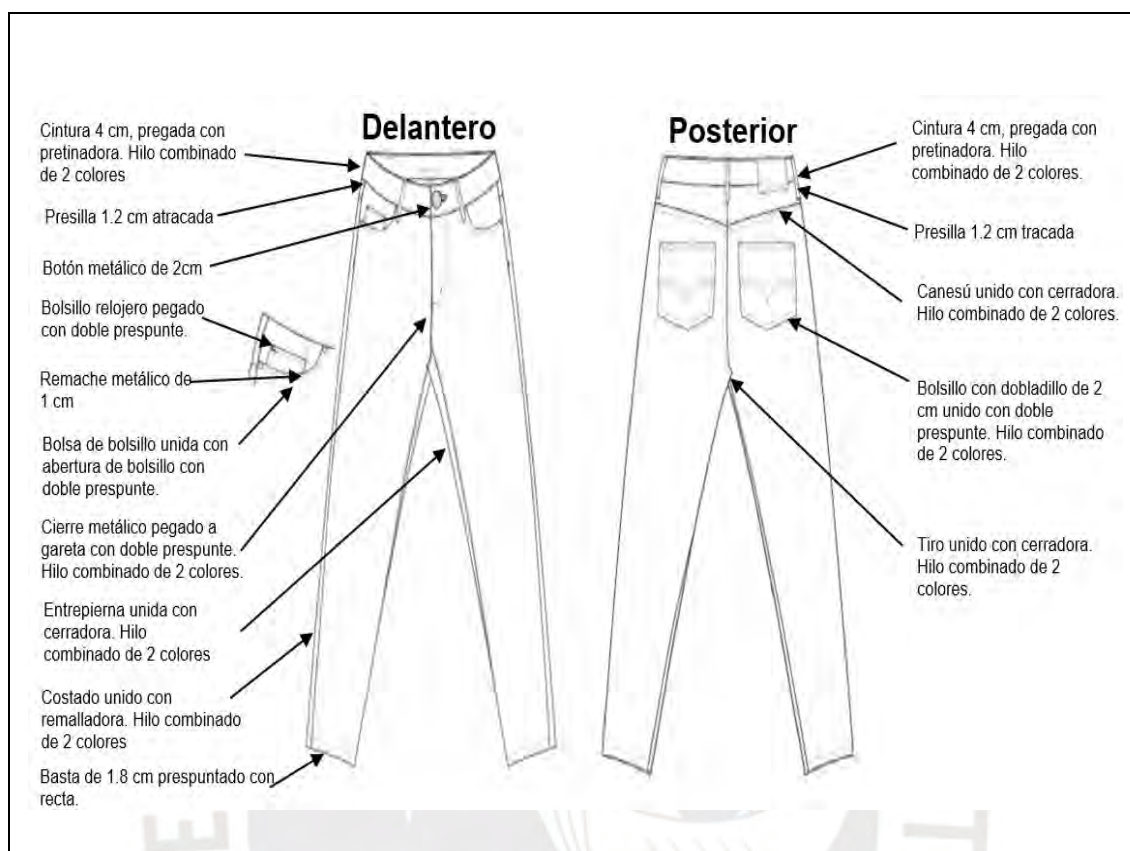 Delantero
Cintura 4 cm, pegada con
pretinadora. Hilo combinado
de 2 colores
Presilla 1.2 cm atracada
Botón metálico de 2cm
Bolsillo relojero pegado
con doble prespunte.
Remache metálico de
1 cm
Bolsa de bolsillo unida con
abertura de bolsillo con
doble prespunte.
Cierre metálico pegado a
gareta con doble prespunte.
Hilo combinado de 2 colores.
Entrepierna unida con
cerradora. Hilo
combinado de 2 colores
Costado unido con
remalladora. Hilo combinado
de 2 colores
Basta de 1.8 cm prespuntado con
recta.
Posterior
Cintura 4 cm, pregada con
pretinadora. Hilo
combinado de 2 colores.
Presilla 1.2 cm tracada
Canesú unido con cerradora.
Hilo combinado de 2 colores.
Bolsillo con dobladillo de 2
cm unido con doble
prespunte. Hilo combinado
de 2 colores.
Tiro unido con cerradora.
Hilo combinado de 2
colores.